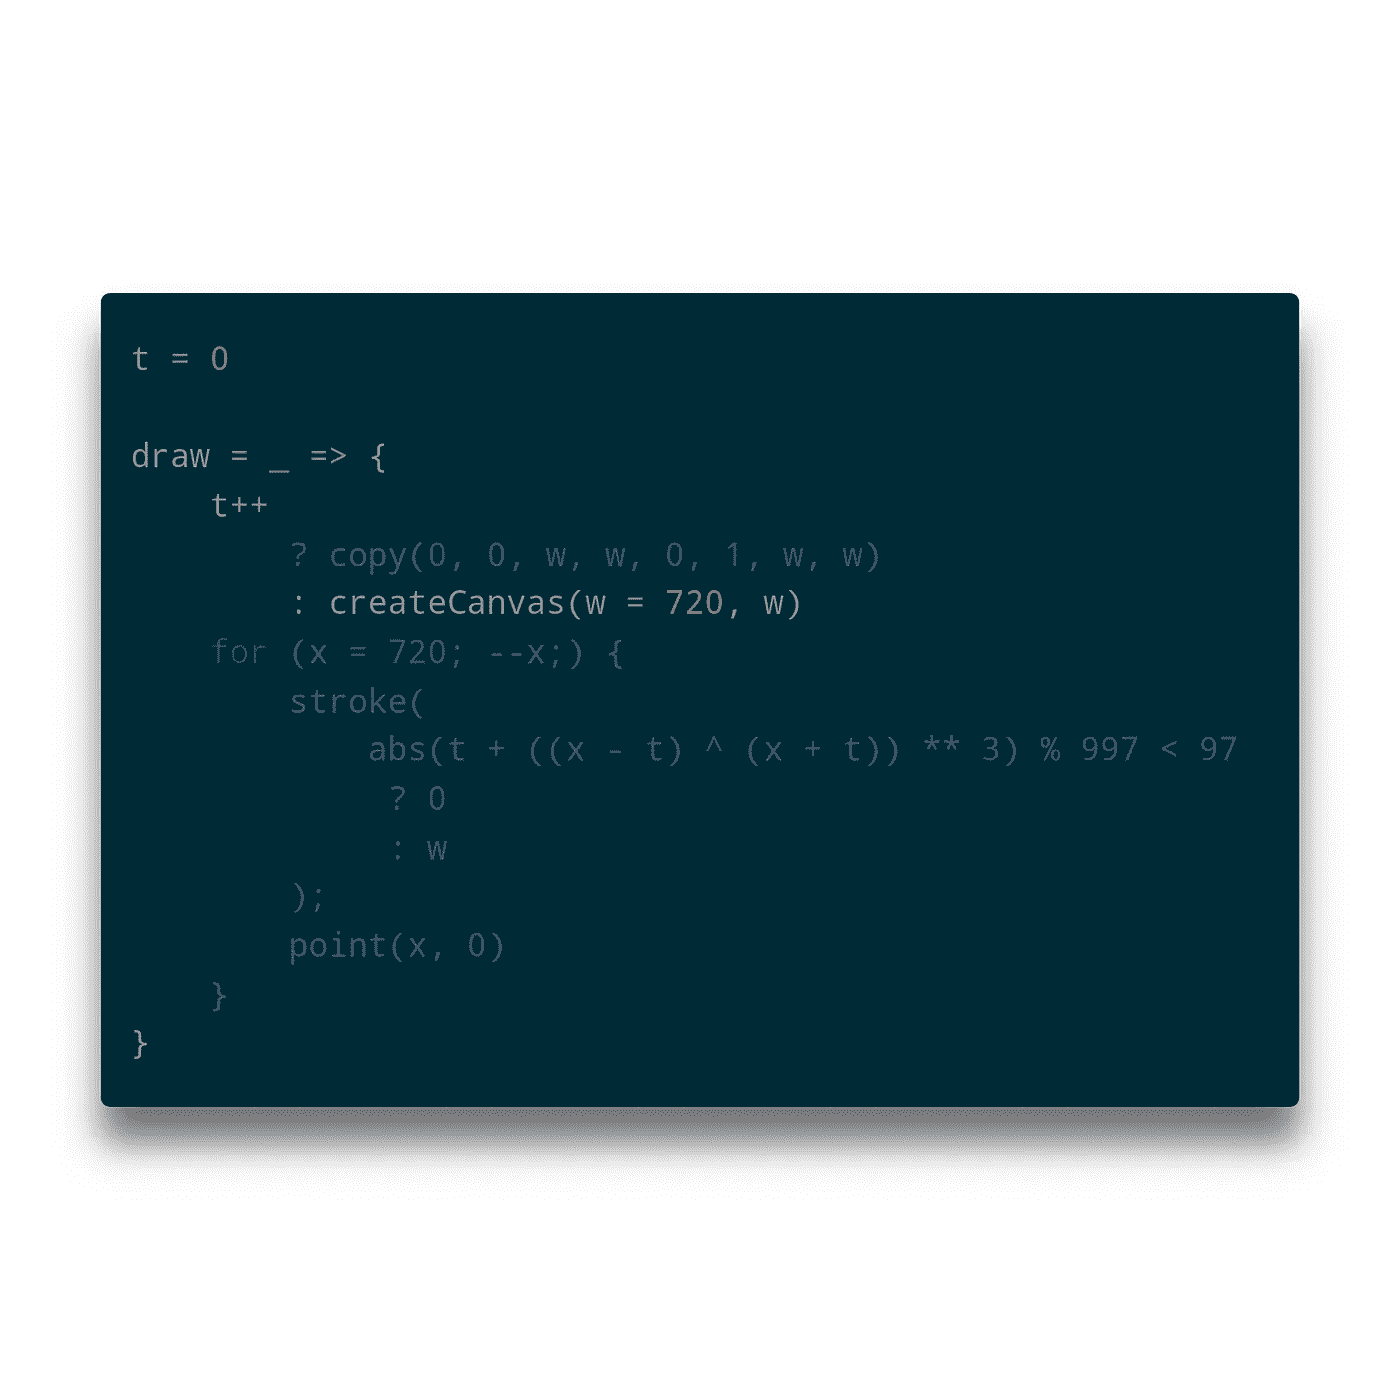 t = 0
draw = _ => {
t++
? copy(0, 0, w, w, 0, 1, w, w)
: createCanvas(w = 720, w)
for (x = 720; --x;) {
stroke(
abs(t + ((x - t) ^ (x + t)) ** 3) % 997 < 97
? 0
: w
);
point(x, 0)
}
}